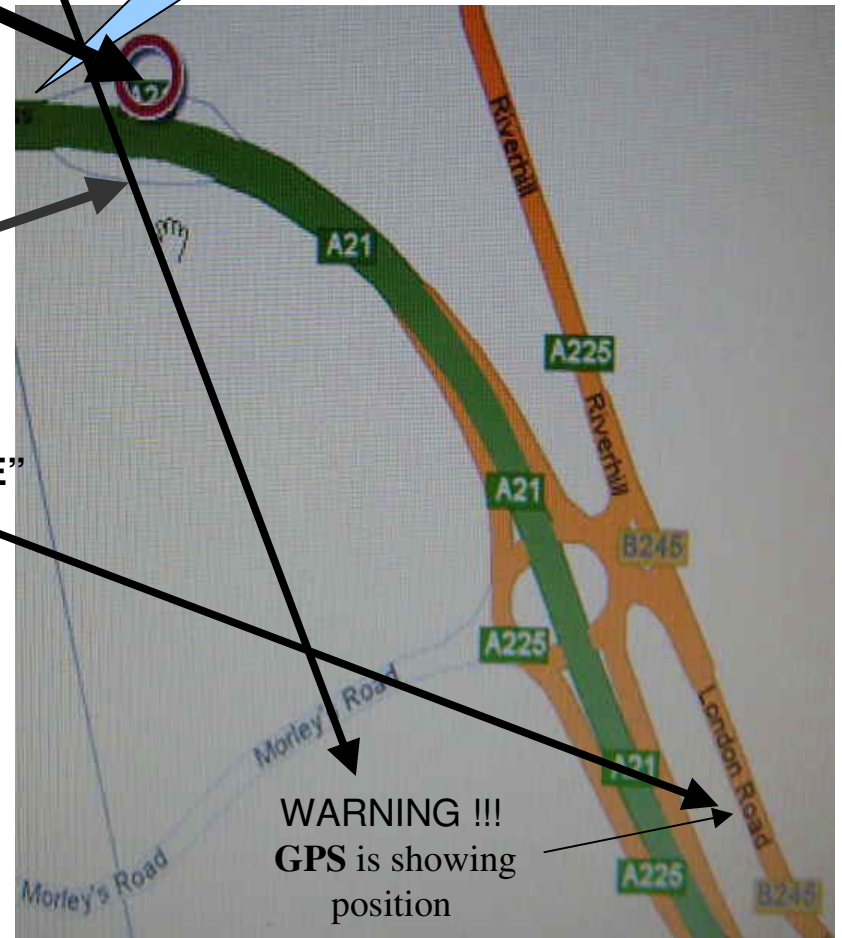 Riverhill
A21
A225
E”
Riverhill
A21
B245
A225
Morley's Road
London Road
A21
WARNING !!!
GPS is showing
position
Morley's Road
A225
B245